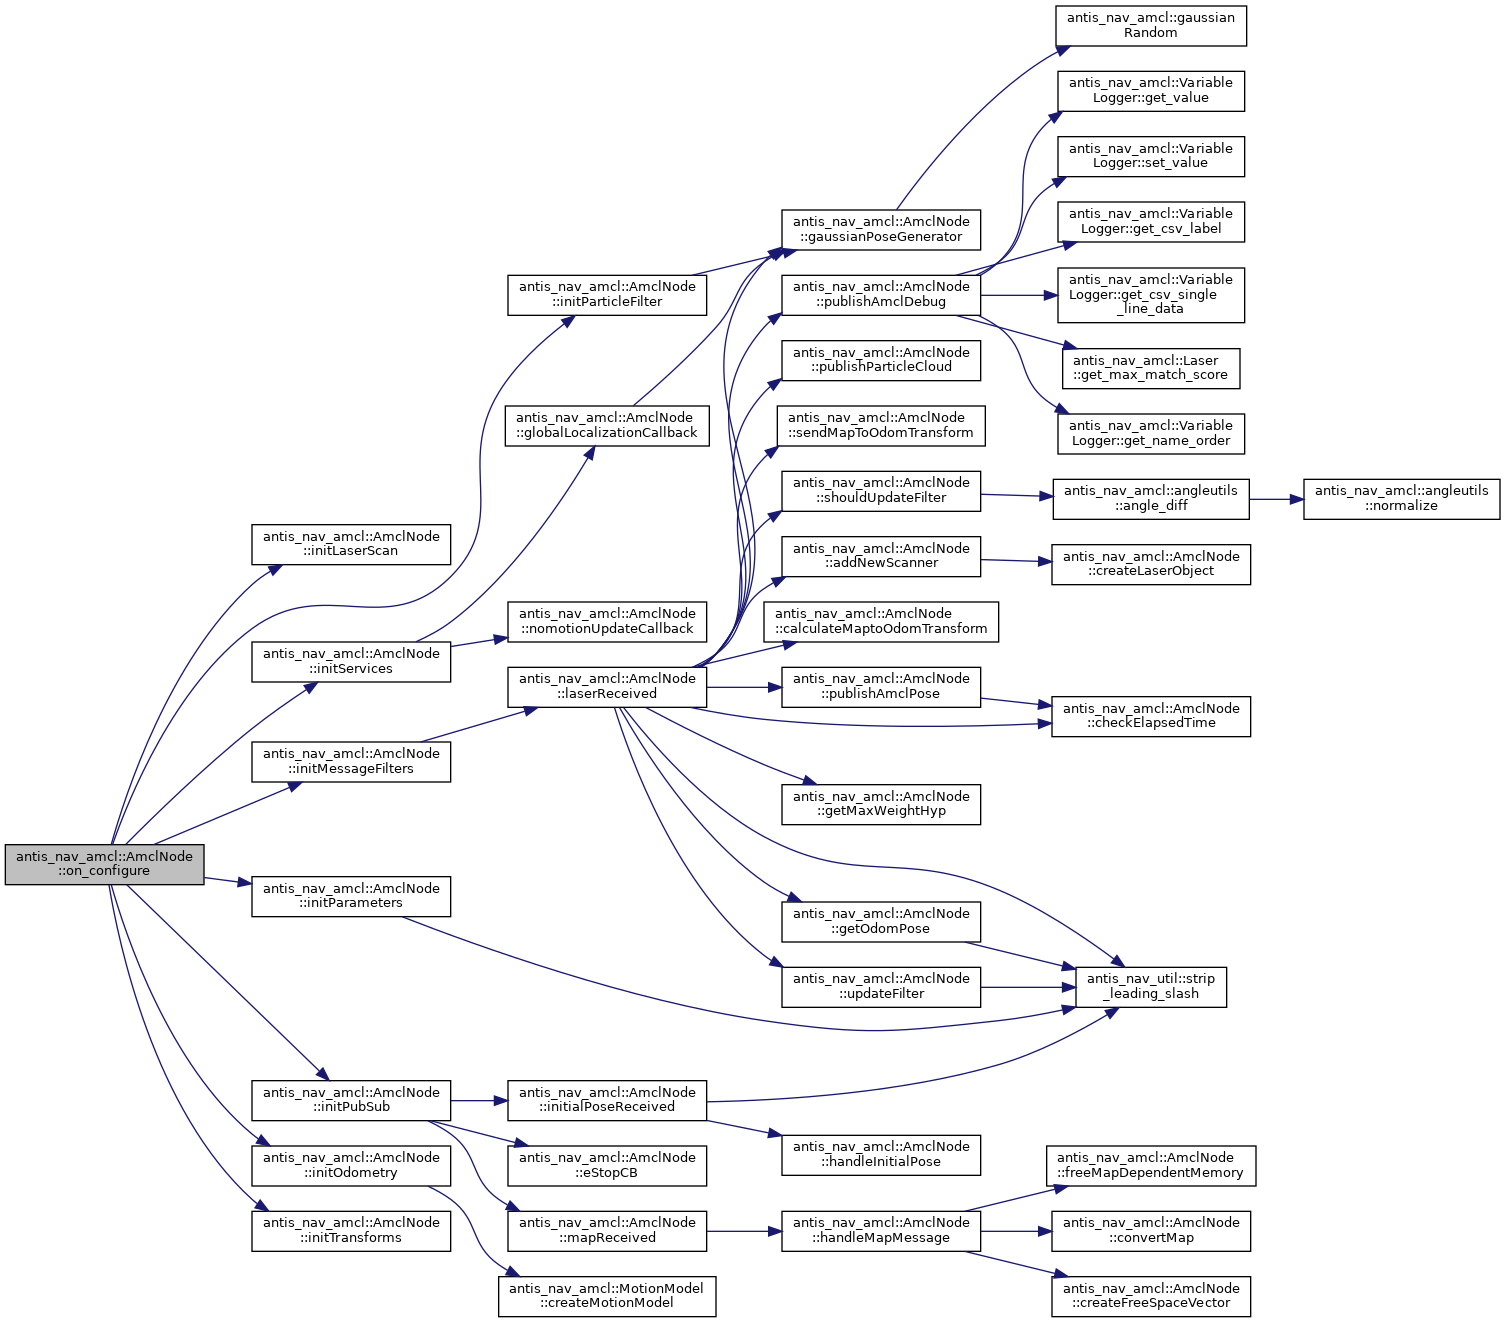 antis_nav_amcl::AmclNode
::on_configure
antis_nav_amcl::AmclNode
::initLaserScan
antis_nav_amcl::AmclNode
::initServices
antis_nav_amcl::AmclNode
::initMessageFilters
antis_nav_amcl::AmclNode
::initParameters
antis_nav_amcl::AmclNode
::initPubSub
antis_nav_amcl::AmclNode
::initOdometry
antis_nav_amcl::AmclNode
::initTransforms
antis_nav_amcl::AmclNode
::initParticleFilter
antis_nav_amcl::AmclNode
::globalLocalizationCallback
antis_nav_amcl::AmclNode
::nomotionUpdateCallback
antis_nav_amcl::AmclNode
::laserReceived
antis_nav_amcl::AmclNode
::initialPoseReceived
antis_nav_amcl::AmclNode
::eStopCB
antis_nav_amcl::AmclNode
::mapReceived
antis_nav_amcl::MotionModel
::createMotionModel
antis_nav_amcl::AmclNode
::gaussianPoseGenerator
antis_nav_amcl::AmclNode
::publishAmclDebug
antis_nav_amcl::AmclNode
::publishParticleCloud
antis_nav_amcl::AmclNode
::sendMapToOdomTransform
antis_nav_amcl::AmclNode
::shouldUpdateFilter
antis_nav_amcl::AmclNode
::addNewScanner
antis_nav_amcl::AmclNode
::calculateMaptoOdomTransform
antis_nav_amcl::AmclNode
::publishAmclPose
antis_nav_amcl::AmclNode
::getMaxWeightHyp
antis_nav_amcl::AmclNode
::getOdomPose
antis_nav_amcl::AmclNode
::updateFilter
antis_nav_amcl::AmclNode
::handleInitialPose
antis_nav_amcl::AmclNode
::handleMapMessage
antis_nav_amcl::gaussian
Random
antis_nav_amcl::Variable
Logger::get_value
antis_nav_amcl::Variable
Logger::set_value
antis_nav_amcl::Variable
Logger::get_csv_label
antis_nav_amcl::Variable
Logger::get_csv_single
_line_data
antis_nav_amcl::Laser
::get_max_match_score
antis_nav_amcl::Variable
Logger::get_name_order
antis_nav_amcl::angleutils
::angle_diff
antis_nav_amcl::AmclNode
::createLaserObject
antis_nav_amcl::AmclNode
::checkElapsedTime
antis_nav_util::strip
_leading_slash
antis_nav_amcl::AmclNode
::freeMapDependentMemory
antis_nav_amcl::AmclNode
::convertMap
antis_nav_amcl::AmclNode
::createFreeSpaceVector
antis_nav_amcl::angleutils
::normalize